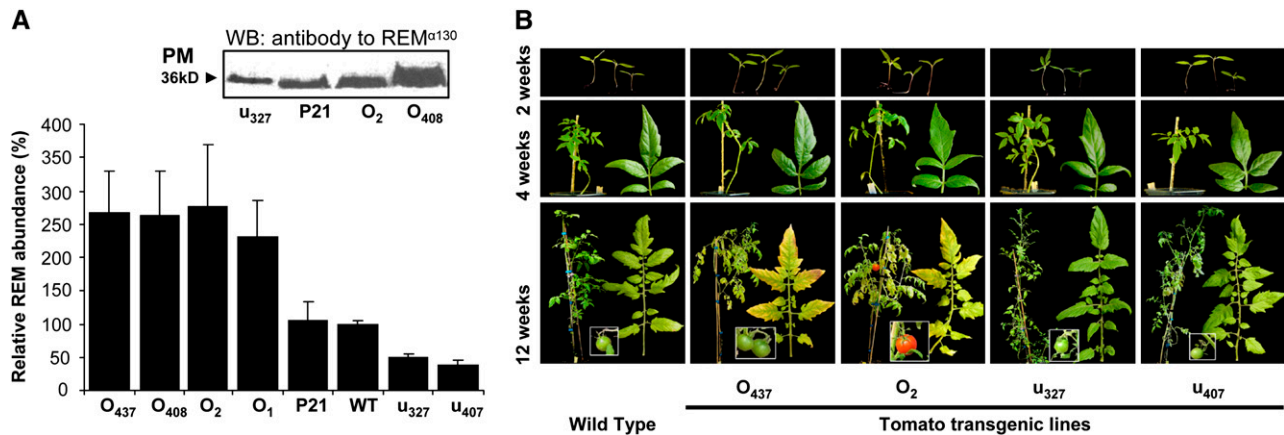 A
WB: antibody to REMα130
PM
36kD
u327 P21 O2 O408
Relative REM abundance (%)
400
350
300
250
200
150
100
50
0
O437 O408 O2 O1 P21 WT u327 u407
B
2 weeks
4 weeks
12 weeks
O437 O2 u327 u407
Wild Type Tomato transgenic lines